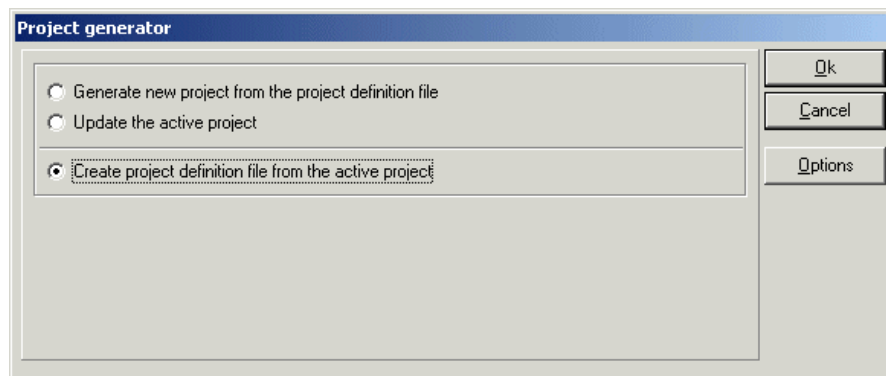 Project generator
Generate new project from the project definition file
Update the active project
Create project definition file from the active project
Ok
Cancel
Options